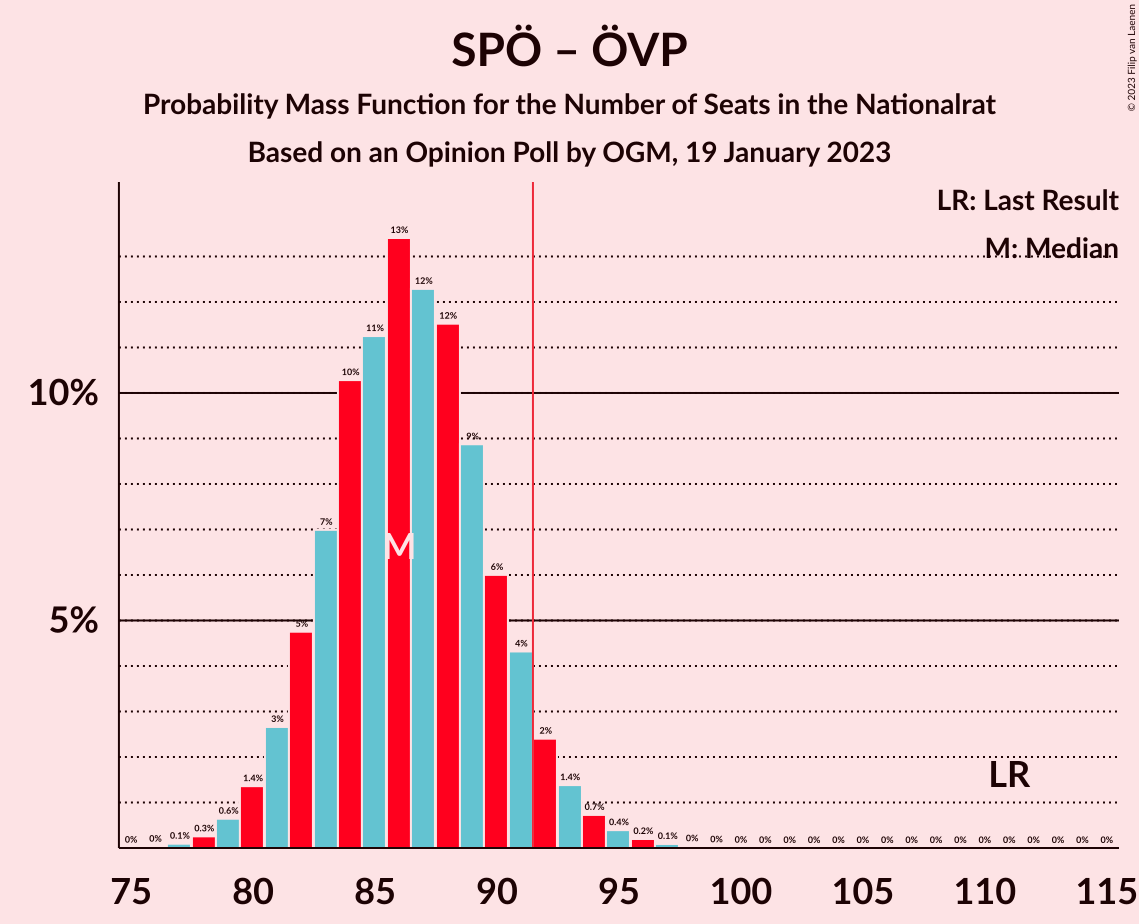 © 2023 Filip van Laenen
SPÖ – ÖVP
Probability Mass Function for the Number of Seats in the Nationalrat
Based on an Opinion Poll by OGM, 19 January 2023
LR: Last Result
M: Median
10%
5%
0% 0% 0.1% 0.3% 0.6% 1.4% 3% 5% 7% 10% 11% 13% 12% 12% 9% 6% 4% 2% 1.4% 0.7% 0.4% 0.2% 0.1% 0% 0% 0% 0% 0% 0% 0% 0% 0% 0% 0% 0% 0% 0% 0% 0% 0% 0%
M
LR
75 80 85 90 95 100 105 110 115